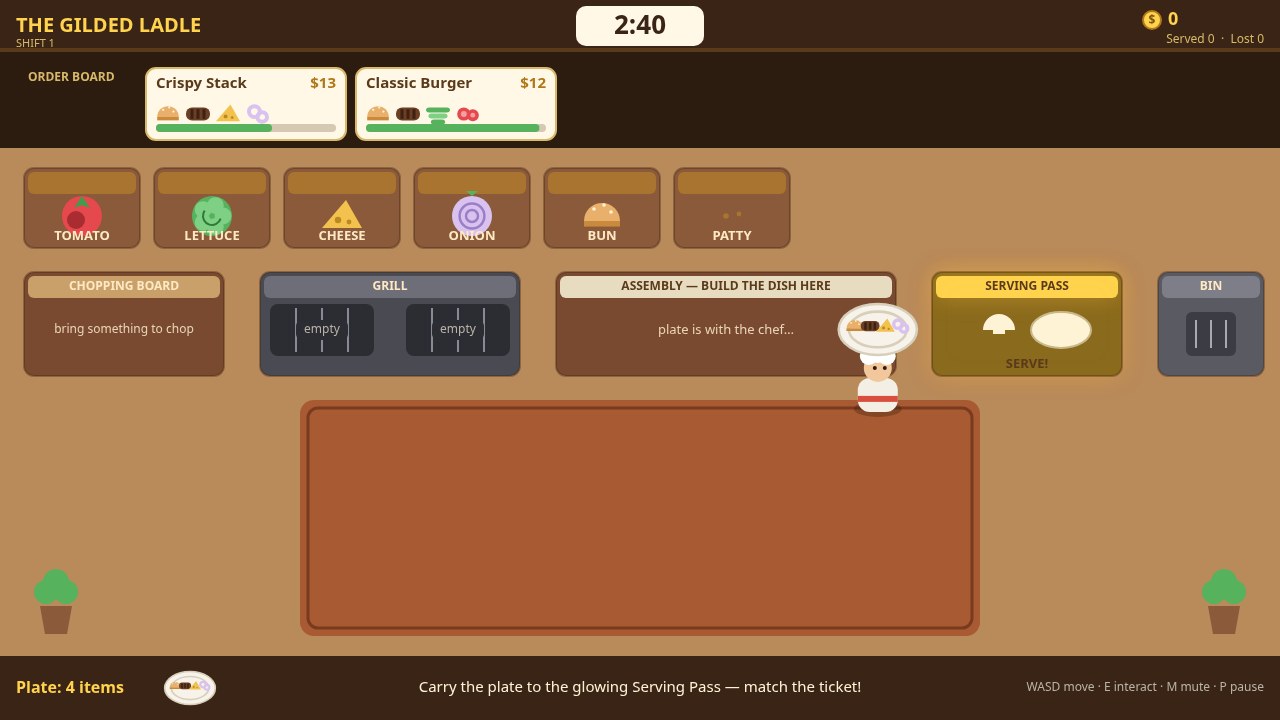 THE GILDED LADLE
SHIFT 1
2:40
$ 0
Served 0 · Lost 0
ORDER BOARD
Crispy Stack $13
Classic Burger $12
TOMATO
LETTUCE
CHEESE
ONION
BUN
PATTY
CHOPPING BOARD
bring something to chop
GRILL
empty
empty
ASSEMBLY — BUILD THE DISH HERE
plate is with the chef...
SERVING PASS
SERVE!
BIN
Plate: 4 items
Carry the plate to the glowing Serving Pass — match the ticket!
WASD move · E interact · M mute · P pause